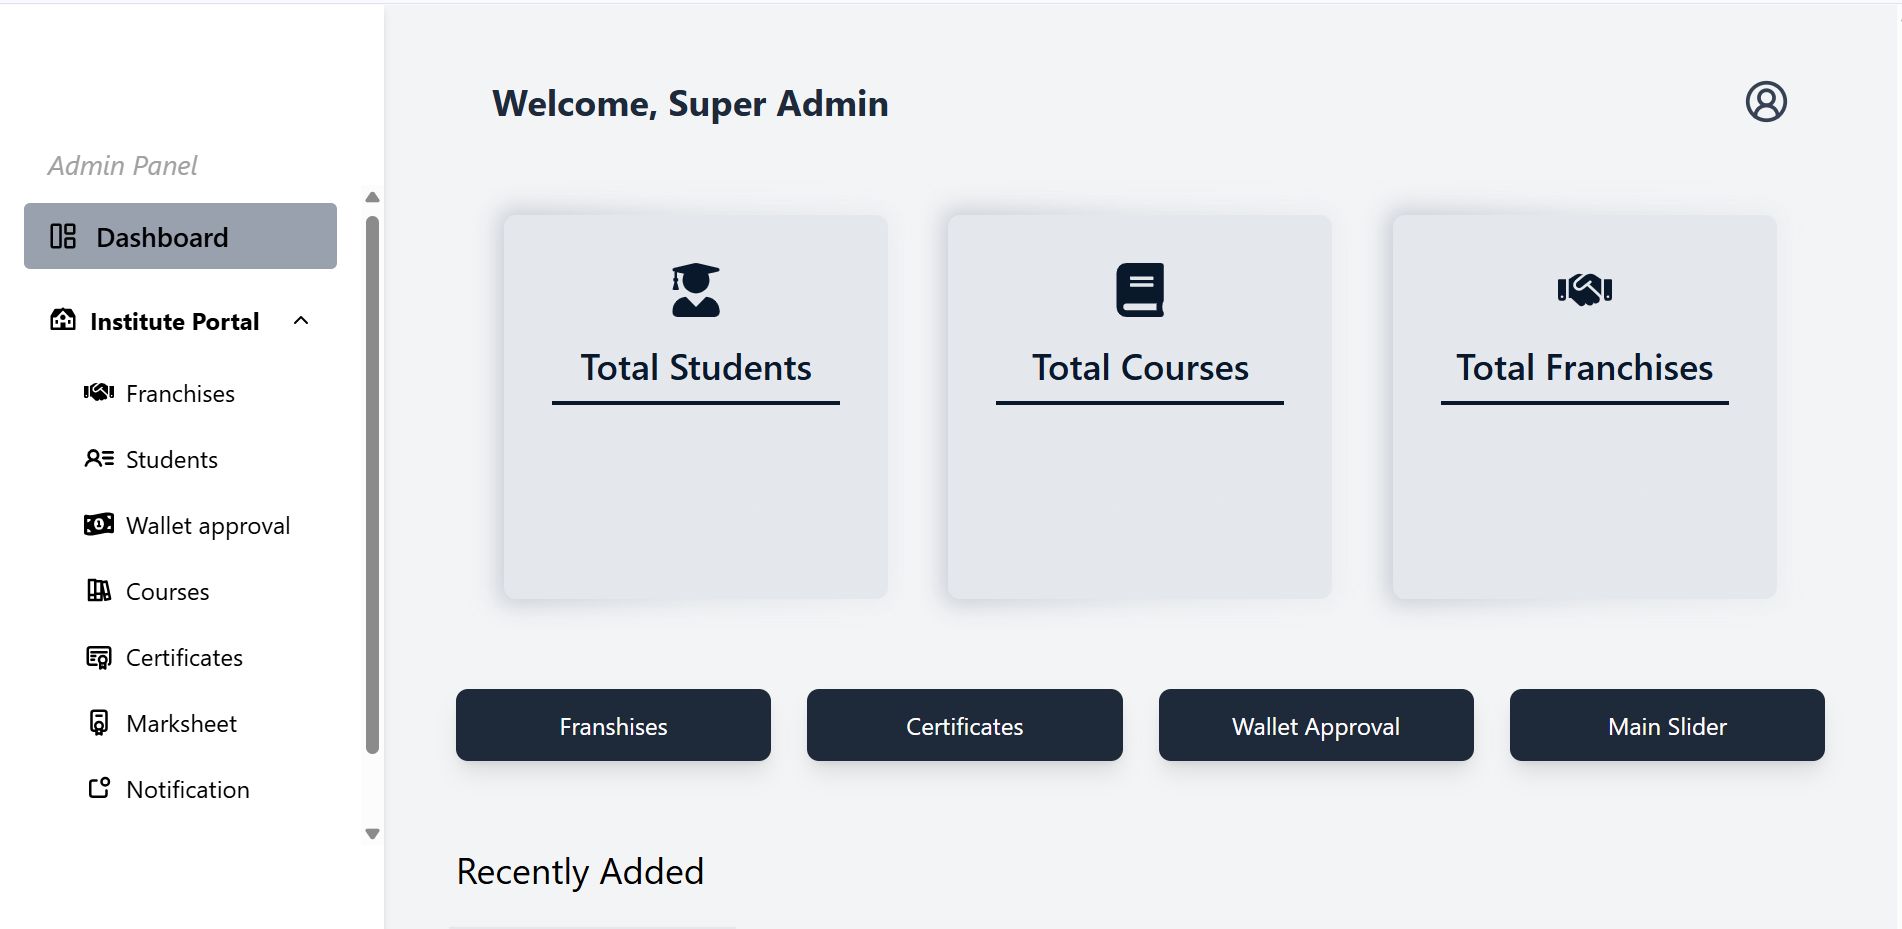 Admin Panel
Dashboard
Institute Portal
Franchises
Students
Wallet approval
Courses
Certificates
Marksheet
Notification
Welcome, Super Admin
Total Students
Total Courses
Total Franchises
Franshises
Certificates
Wallet Approval
Main Slider
Recently Added